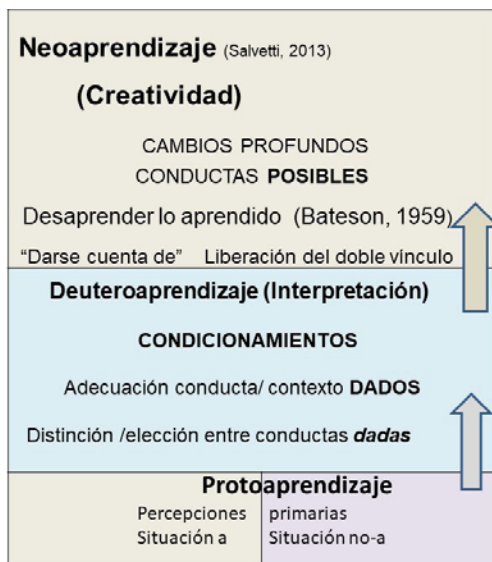 Neoaprendizaje (Salvetti, 2013)
(Creatividad)
CAMBIOS PROFUNDOS
CONDUCTAS POSIBLES
Desaprender lo aprendido (Bateson, 1959)
“Darse cuenta de” Liberación del doble vínculo
Deuteroaprendizaje (Interpretación)
CONDICIONAMIENTOS
Adecuación conducta/ contexto DADOS
Distinción /elección entre conductas dadas
Protoaprendizaje
Percepciones primarias
Situación a Situación no-a